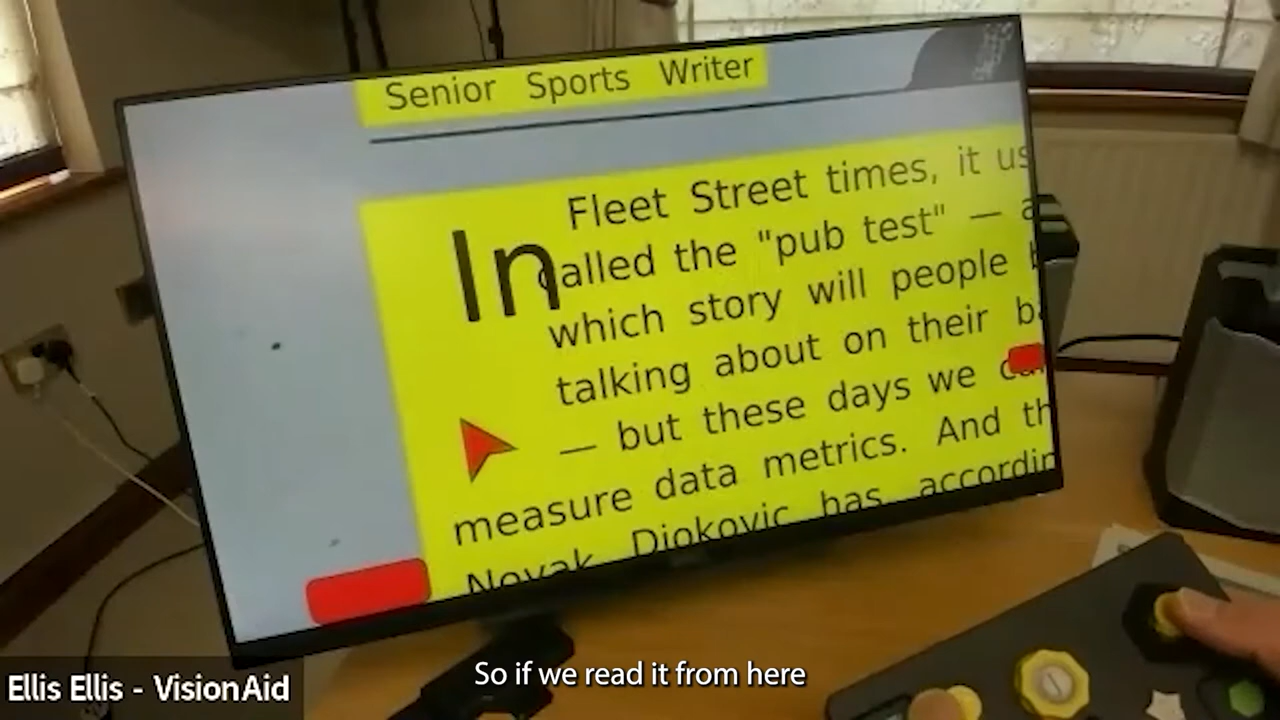 Senior Sports Writer
In Fleet Street times, it us
called the "pub test" —
which story will people
talking about on their ba
— but these days we
measure data metrics. And th
Novak Djokovic has accordin
So if we read it from here
Ellis Ellis - VisionAid